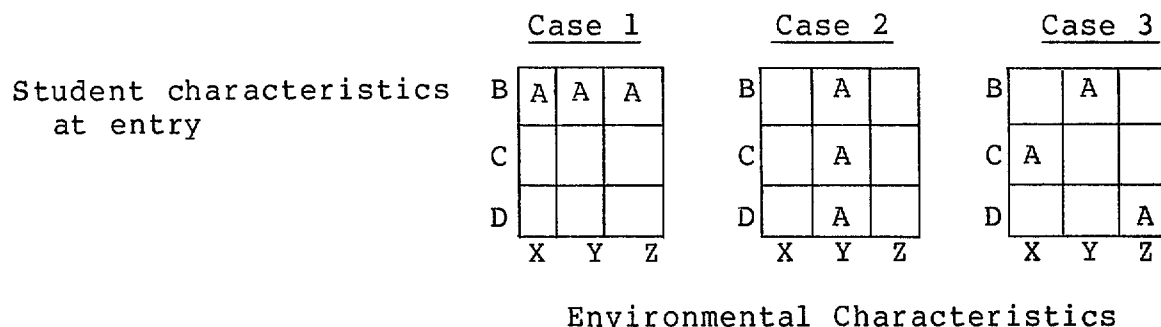 Case 1 Case 2 Case 3
Student characteristics B A A A B A B A
at entry
C C A C A
D D A D A
X Y Z X Y Z X Y Z
Environmental Characteristics